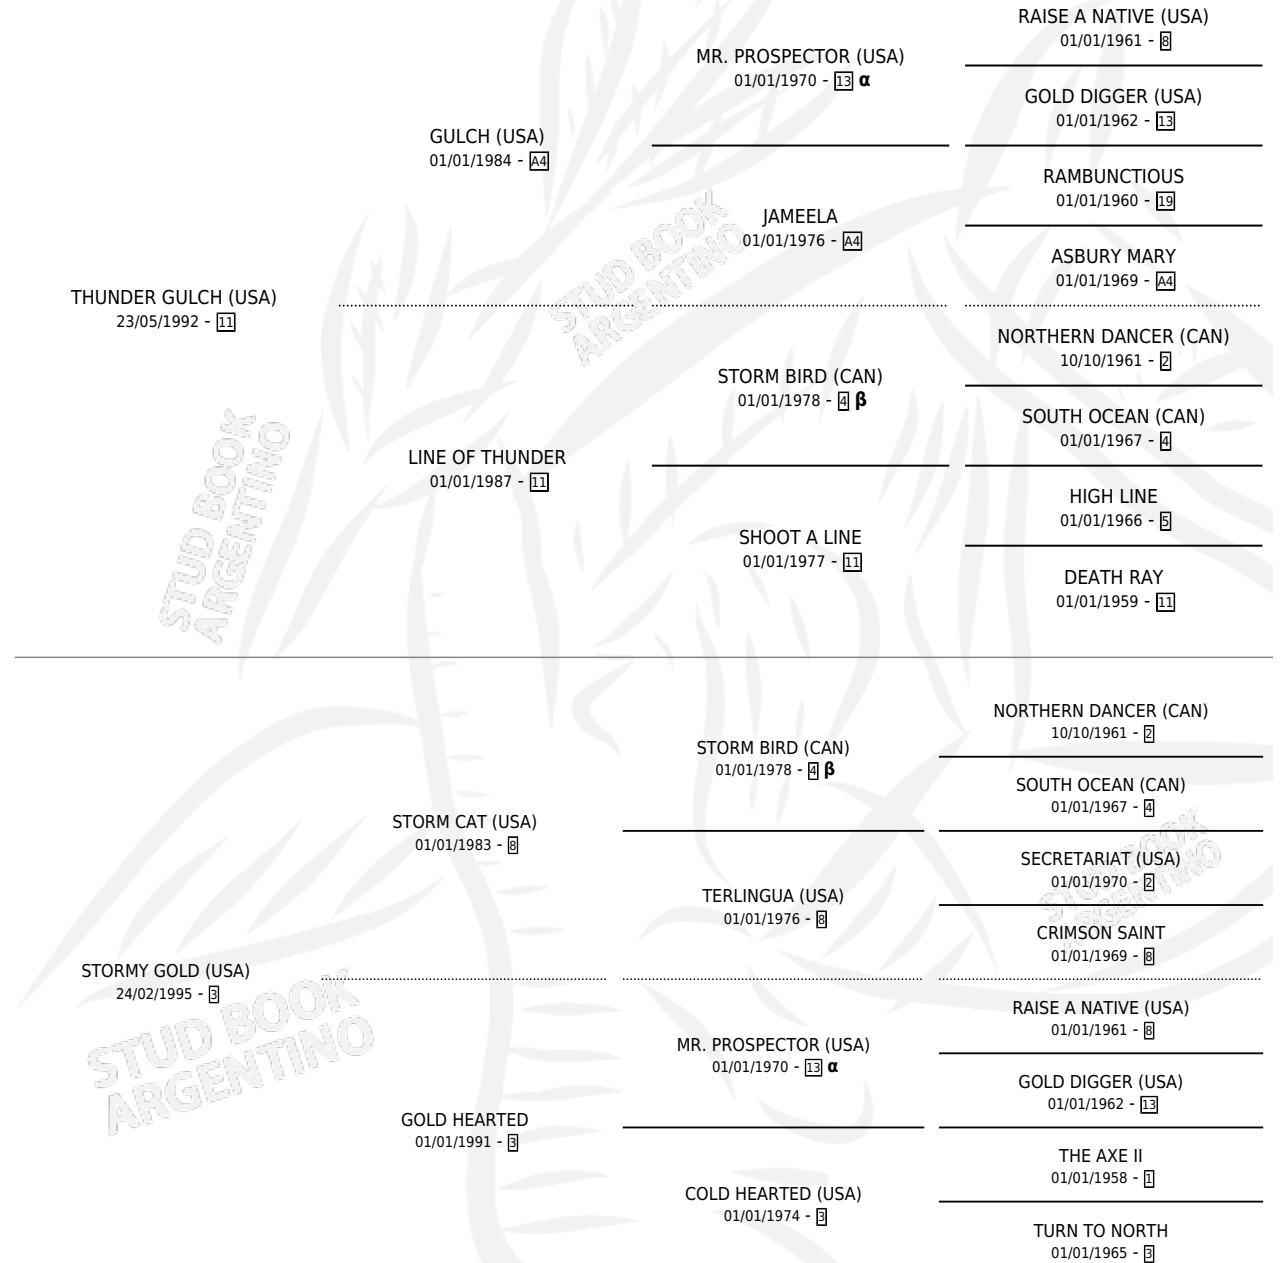 RAISE A NATIVE (USA)
01/01/1961 - 8
MR. PROSPECTOR (USA)
01/01/1970 - 13 α
GOLD DIGGER (USA)
01/01/1962 - 13
GULCH (USA)
01/01/1984 - A4
RAMBUNCTIOUS
01/01/1960 - 19
JAMEELA
01/01/1976 - A4
ASBURY MARY
01/01/1969 - A4
THUNDER GULCH (USA)
23/05/1992 - 11
NORTHERN DANCER (CAN)
10/10/1961 - 2
STORM BIRD (CAN)
01/01/1978 - 4 β
SOUTH OCEAN (CAN)
01/01/1967 - 4
LINE OF THUNDER
01/01/1987 - 11
HIGH LINE
01/01/1966 - 5
SHOOT A LINE
01/01/1977 - 11
DEATH RAY
01/01/1959 - 11
NORTHERN DANCER (CAN)
10/10/1961 - 2
STORM BIRD (CAN)
01/01/1978 - 4 β
SOUTH OCEAN (CAN)
01/01/1967 - 4
STORM CAT (USA)
01/01/1983 - 8
SECRETARIAT (USA)
01/01/1970 - 2
TERLINGUA (USA)
01/01/1976 - 8
CRIMSON SAINT
01/01/1969 - 8
STORMY GOLD (USA)
24/02/1995 - 3
RAISE A NATIVE (USA)
01/01/1961 - 8
MR. PROSPECTOR (USA)
01/01/1970 - 13 α
GOLD DIGGER (USA)
01/01/1962 - 13
GOLD HEARTED
01/01/1991 - 3
THE AXE II
01/01/1958 - 1
COLD HEARTED (USA)
01/01/1974 - 3
TURN TO NORTH
01/01/1965 - 3
STUD BOOK
ARGENTINO
STUD BOOK
ARGENTINO
STUD BOOK
ARGENTINO
STUD BOOK
ARGENTINO